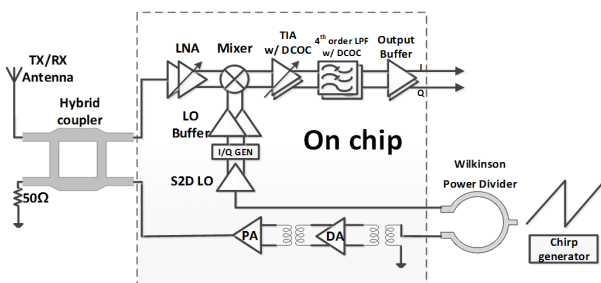 TX/RX
Antenna
Hybrid
coupler
50Ω
LNA
Mixer
TIA
w/ DCOC
4th order LPF
w/ DCOC
Output
Buffer
I
Q
LO
Buffer
I/Q GEN
S2D LO
On chip
PA
DA
Wilkinson
Power Divider
Chirp
generator